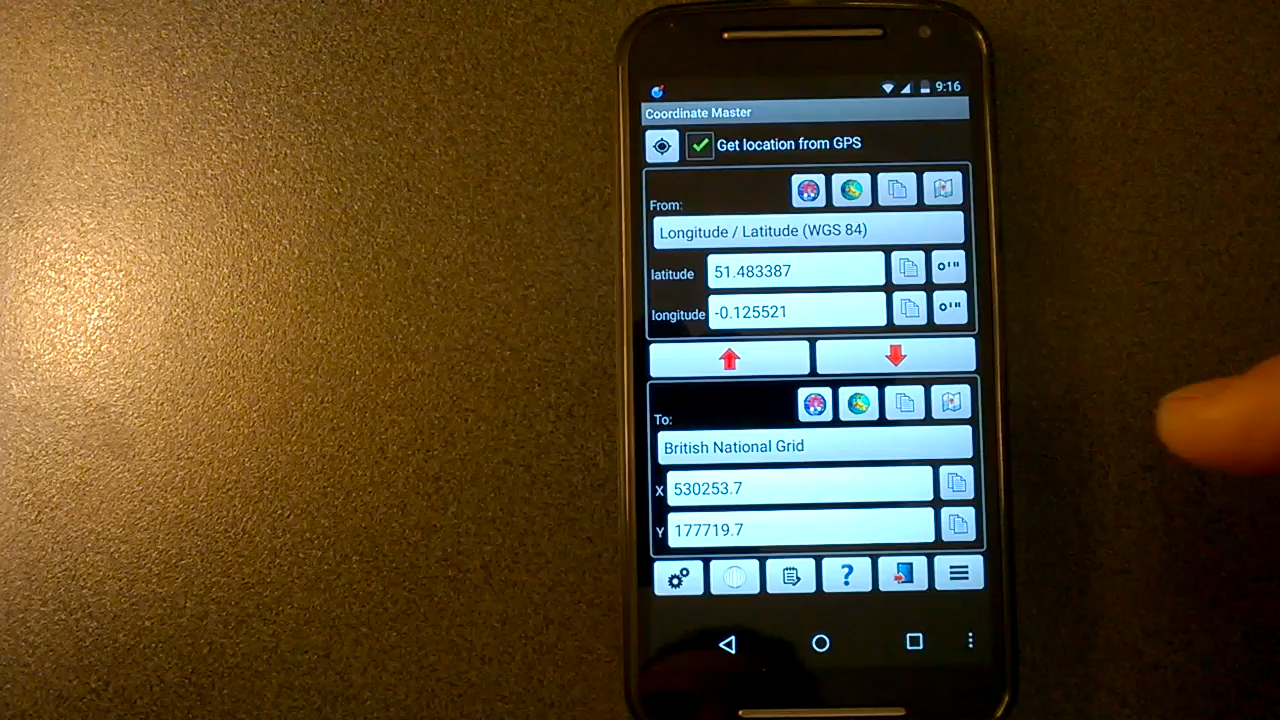 9:16
Coordinate Master
Get location from GPS
From:
Longitude / Latitude (WGS 84)
latitude 51.483387 O ' "
longitude -0.125521 O ' "
To:
British National Grid
X 530253.7
Y 177719.7
?